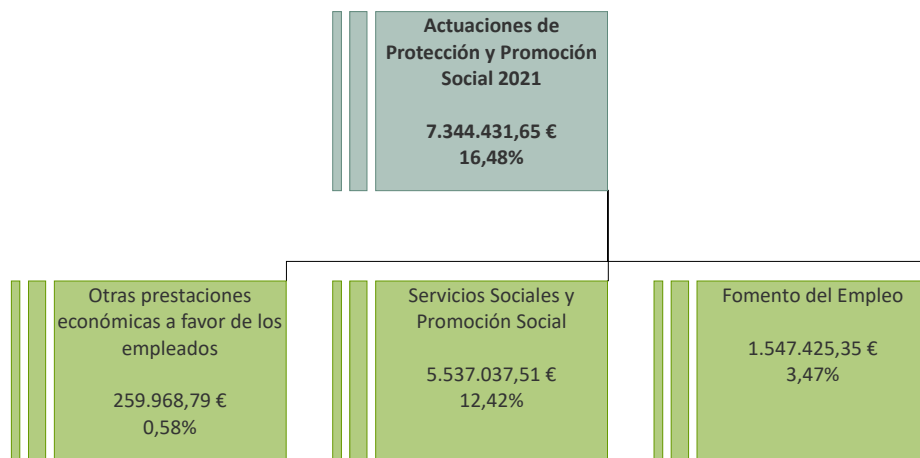 Actuaciones de
Protección y Promoción
Social 2021
7.344.431,65 €
16,48%
Otras prestaciones
económicas a favor de los
empleados
259.968,79 €
0,58%
Servicios Sociales y
Promoción Social
5.537.037,51 €
12,42%
Fomento del Empleo
1.547.425,35 €
3,47%